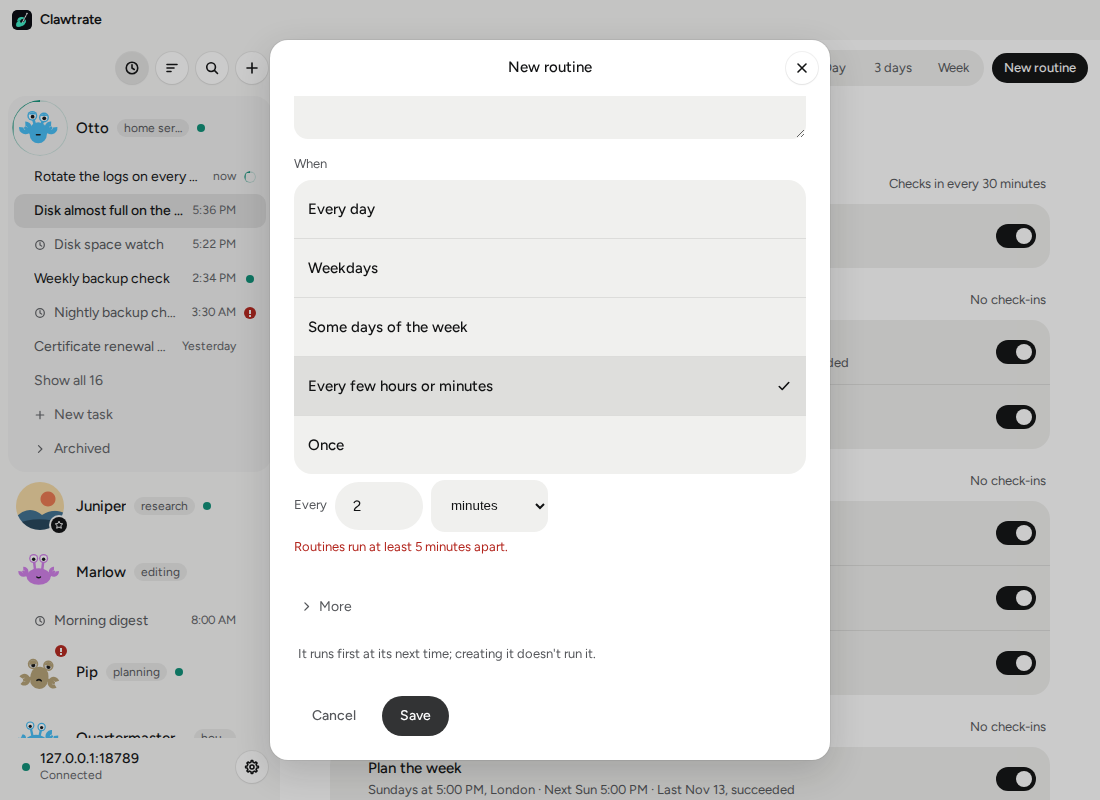 Clawtrate
Otto
home ser...
Rotate the logs on every ...
now
Disk almost full on the ...
5:36 PM
Disk space watch
5:22 PM
Weekly backup check
2:34 PM
Nightly backup ch...
3:30 AM
Certificate renewal ...
Yesterday
Show all 16
New task
Archived
Juniper
research
Marlow
editing
Morning digest
8:00 AM
Pip
planning
Quartermaster
hou...
127.0.0.1:18789
Connected
New routine
When
Every day
Weekdays
Some days of the week
Every few hours or minutes
Once
Every
2
minutes
Routines run at least 5 minutes apart.
More
It runs first at its next time; creating it doesn't run it.
Cancel
Save
3 days
Week
New routine
Checks in every 30 minutes
No check-ins
No check-ins
No check-ins
Plan the week
Sundays at 5:00 PM, London · Next Sun 5:00 PM · Last Nov 13, succeeded